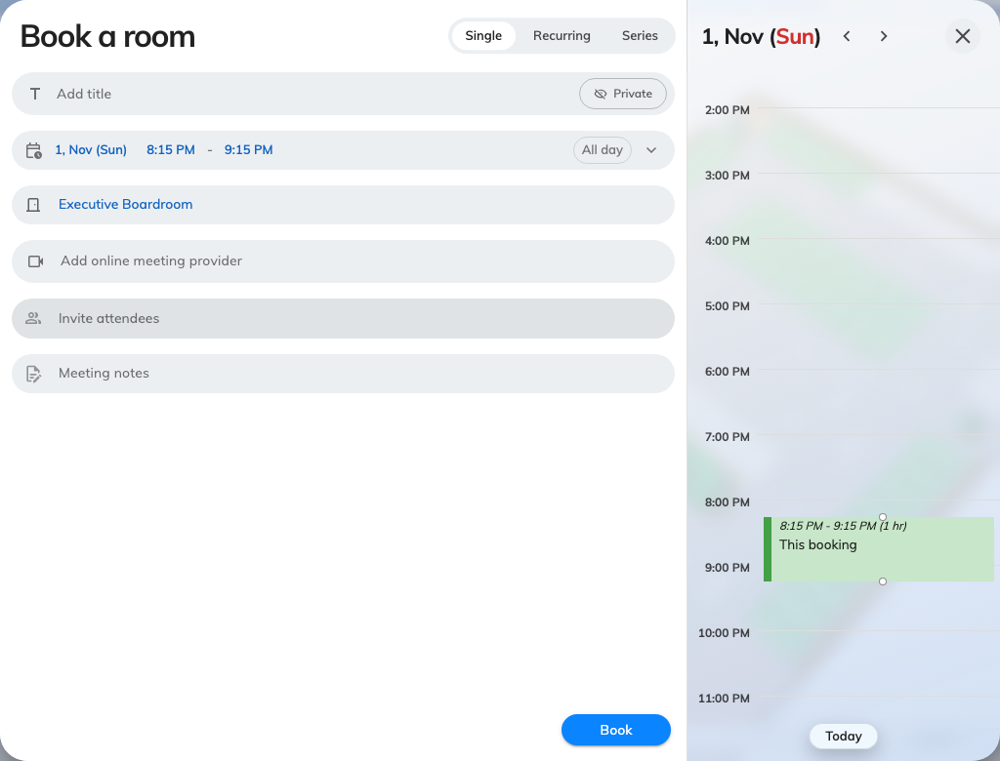 Book a room
Single Recurring Series
Add title
Private
1, Nov (Sun) 8:15 PM - 9:15 PM
All day
Executive Boardroom
Add online meeting provider
Invite attendees
Meeting notes
Book
1, Nov (Sun)
2:00 PM
3:00 PM
4:00 PM
5:00 PM
6:00 PM
7:00 PM
8:00 PM
8:15 PM - 9:15 PM (1 hr)
This booking
9:00 PM
10:00 PM
11:00 PM
Today